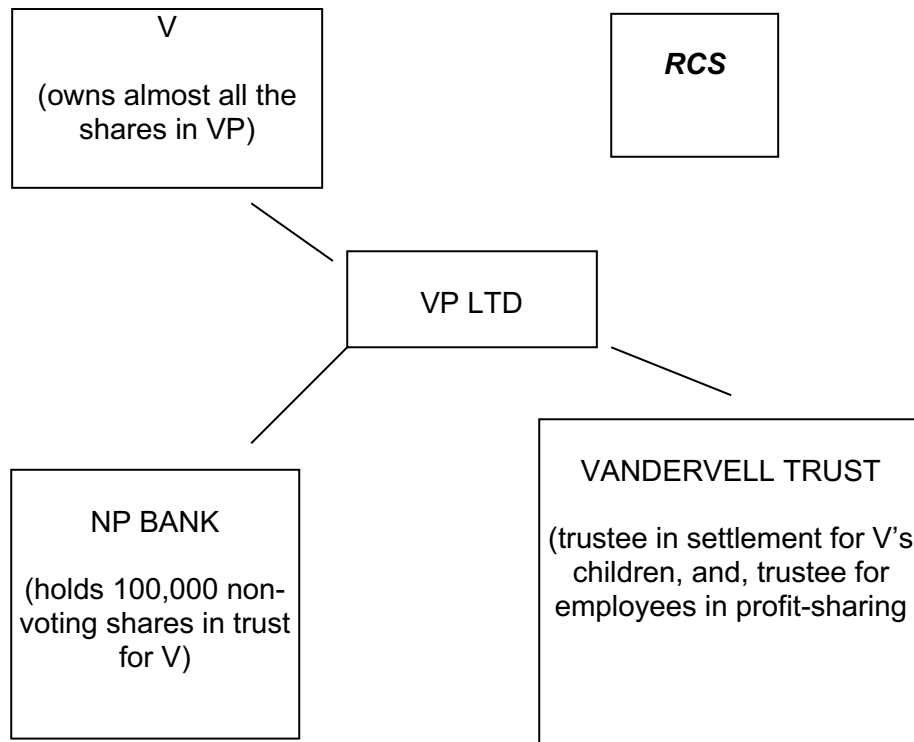 V
(owns almost all the
shares in VP)
RCS
VP LTD
NP BANK
(holds 100,000 non-
voting shares in trust
for V)
VANDERVELL TRUST
(trustee in settlement for V's
children, and, trustee for
employees in profit-sharing